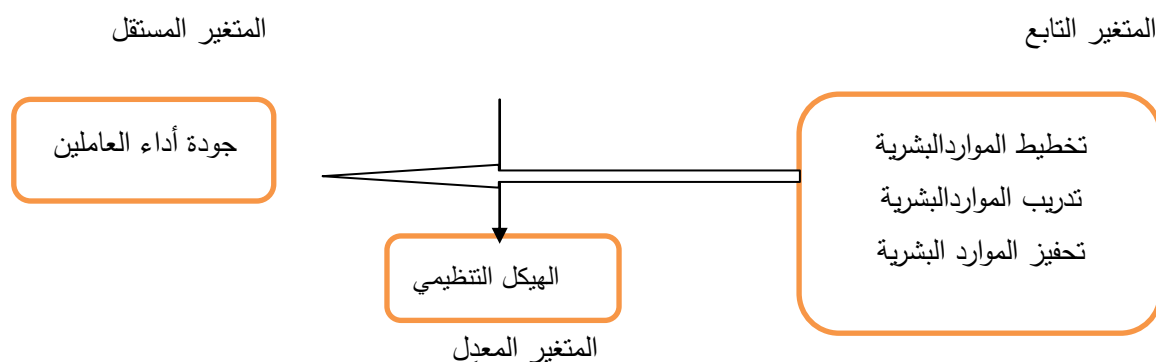 المتغير التابع
المتغير المستقل
تخطيط المواردالبشرية
تدريب المواردالبشرية
تحفيز الموارد البشرية
جودة أداء العاملين
الهيكل التنظيمي
المتغير المعدل